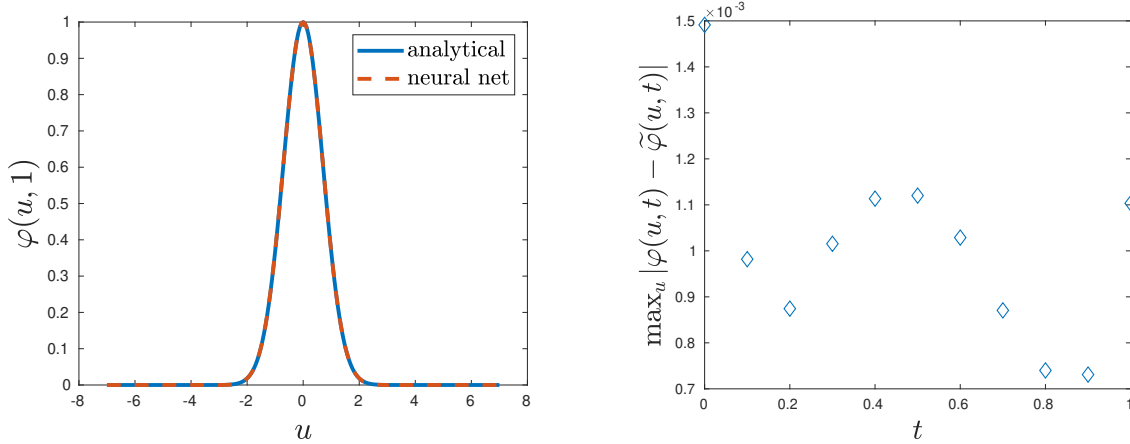 1
0.9
0.8
0.7
0.6
0.5
0.4
0.3
0.2
0.1
0
φ(u, 1)
analytical
neural net
-8 -6 -4 -2 0 2 4 6 8
u
×10⁻³
1.5
1.4
1.3
1.2
1.1
1
0.9
0.8
0.7
max_u |φ(u, t) − φ̃(u, t)|
0 0.2 0.4 0.6 0.8 1
t